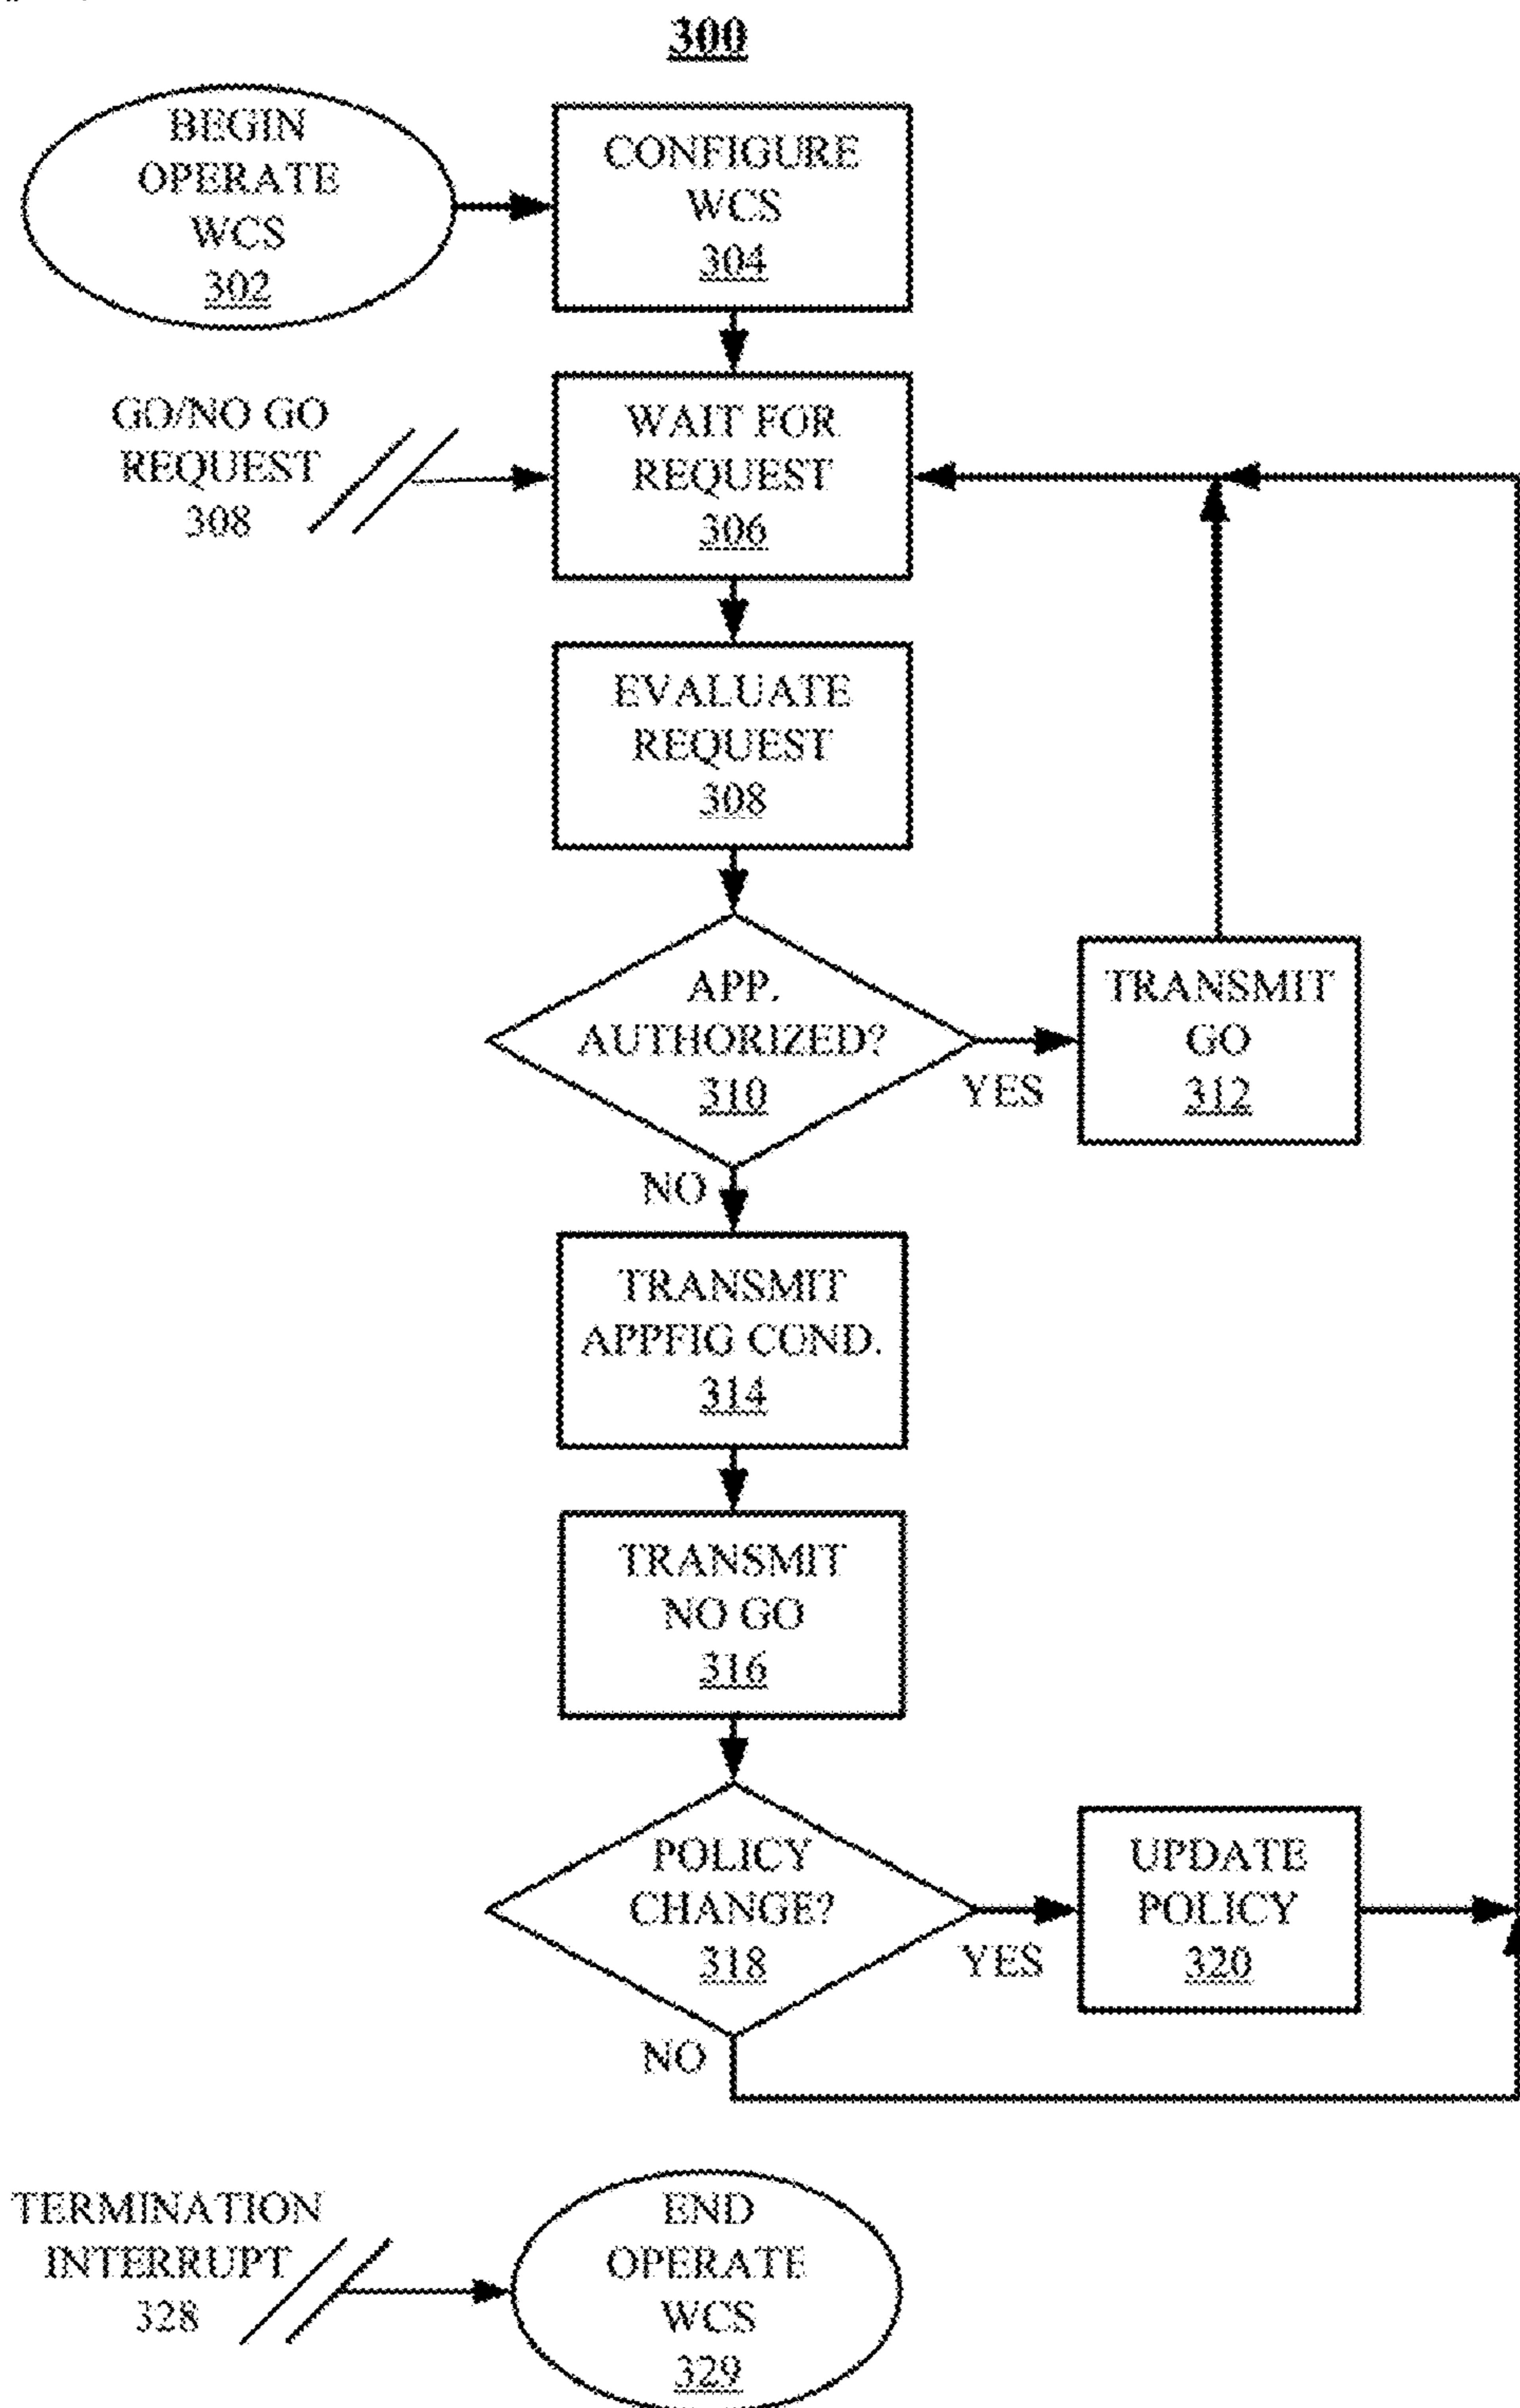 300
BEGIN
OPERATE
WCS
302
CONFIGURE
WCS
304
GO/NO GO
REQUEST
308
WAIT FOR
REQUEST
306
EVALUATE
REQUEST
308
APP.
AUTHORIZED?
310
YES
TRANSMIT
GO
312
NO
TRANSMIT
APPFIG COND.
314
TRANSMIT
NO GO
316
POLICY
CHANGE?
318
YES
UPDATE
POLICY
320
NO
TERMINATION
INTERRUPT
328
END
OPERATE
WCS
329